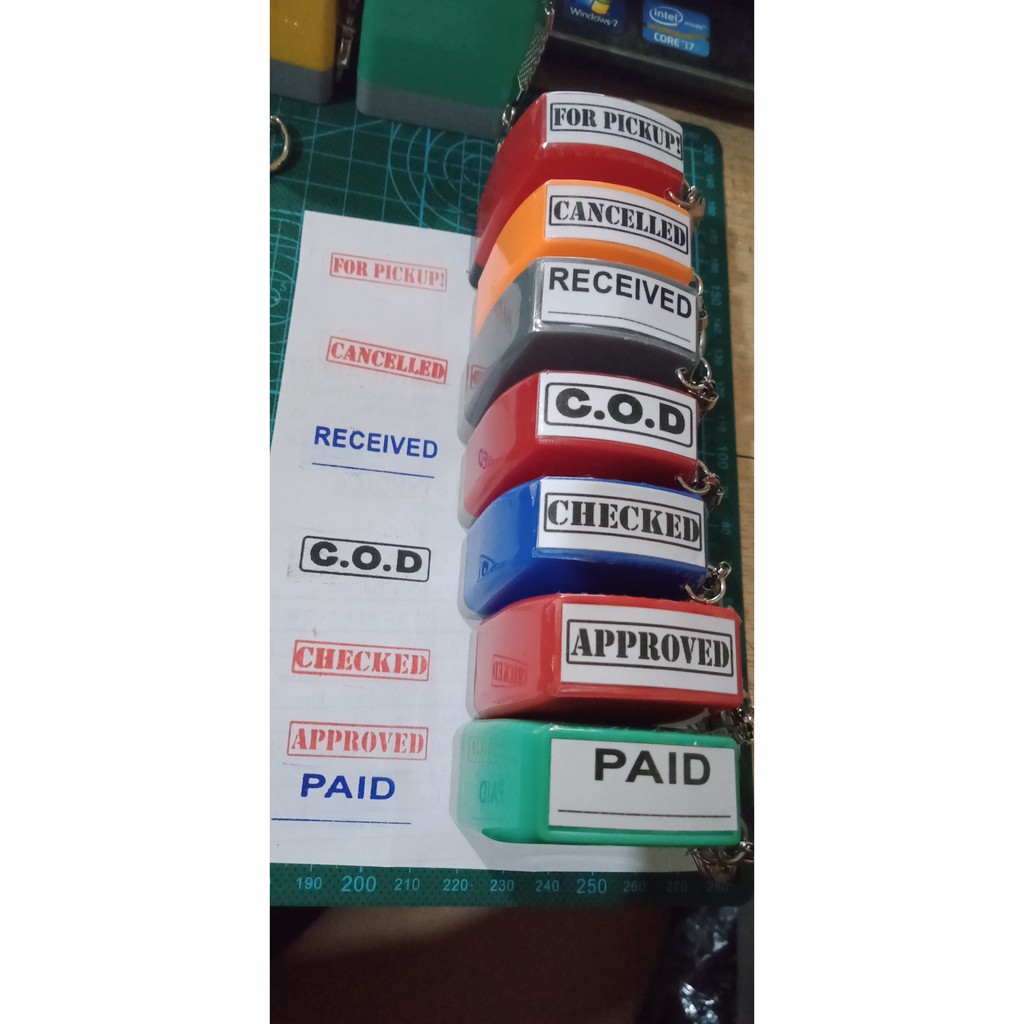 Windows 7
intel
CORE i7
FOR PICKUP!
CANCELLED
RECEIVED
C.O.D
CHECKED
APPROVED
PAID
FOR PICKUP!
CANCELLED
RECEIVED
C.O.D
CHECKED
APPROVED
PAID
190 200 210 220 230 240 250 260